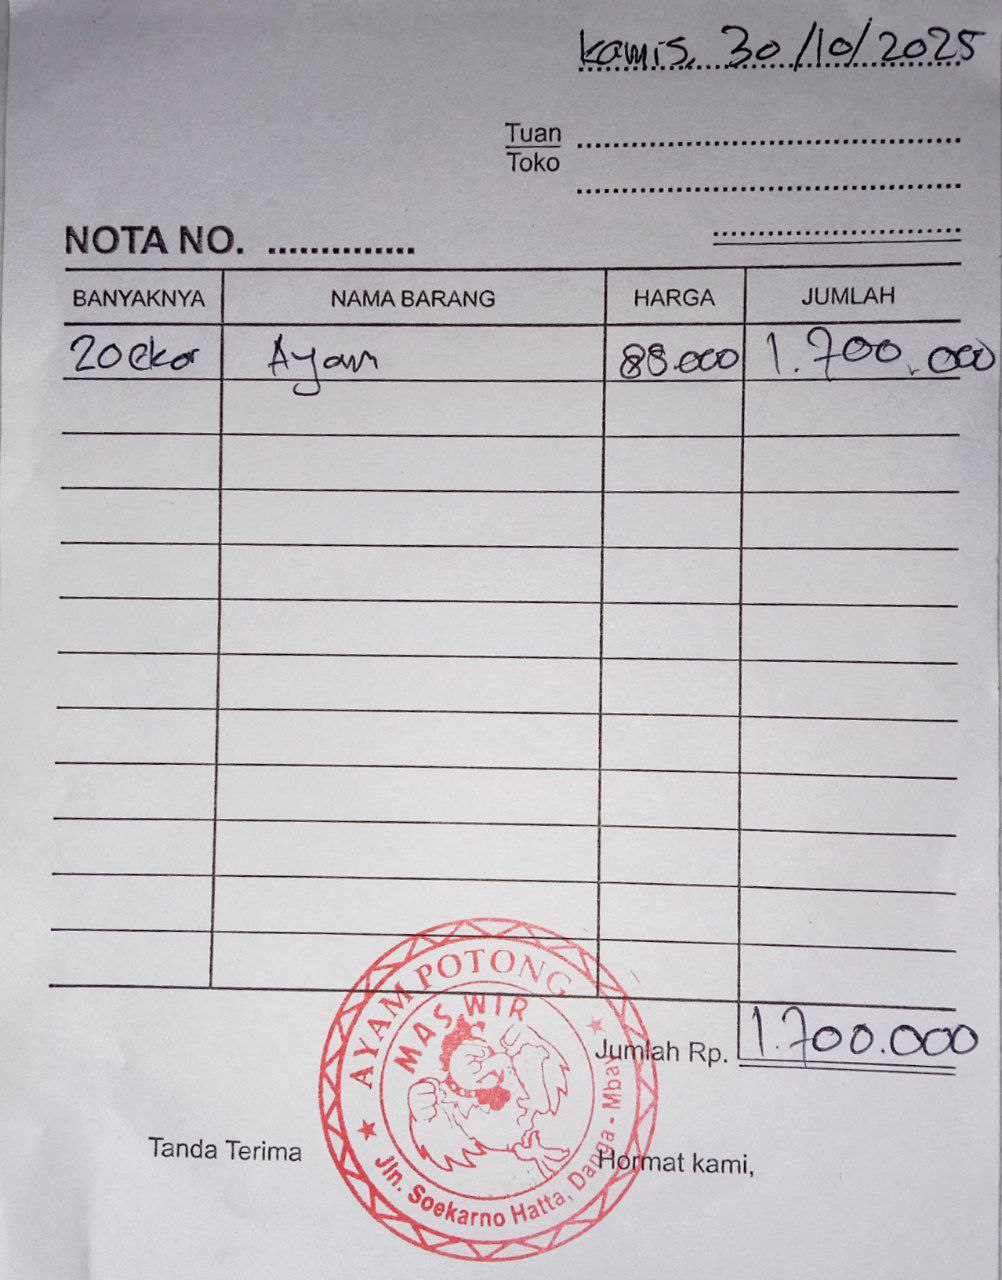 Kamis, 30/10/2025
Tuan
Toko
NOTA NO.
BANYAKNYA NAMA BARANG HARGA JUMLAH
20 ekor Ayam 88.000 1.700.000
Jumlah Rp. 1.700.000
Tanda Terima Hormat kami,
AYAM POTONG
MAS WIR
Jln. Soekarno Hatta, Danga - Mbay